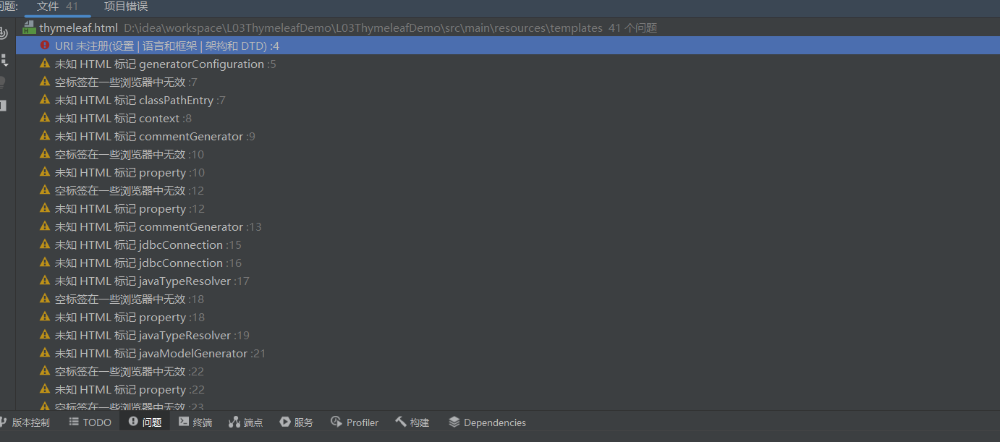 问题: 文件 41 项目错误
thymeleaf.html D:\idea\workspace\L03ThymeleafDemo\L03ThymeleafDemo\src\main\resources\templates 41 个问题
URI 未注册(设置 | 语言和框架 | 架构和 DTD) :4
未知 HTML 标记 generatorConfiguration :5
空标签在一些浏览器中无效 :7
未知 HTML 标记 classPathEntry :7
未知 HTML 标记 context :8
未知 HTML 标记 commentGenerator :9
空标签在一些浏览器中无效 :10
未知 HTML 标记 property :10
空标签在一些浏览器中无效 :12
未知 HTML 标记 property :12
未知 HTML 标记 commentGenerator :13
未知 HTML 标记 jdbcConnection :15
未知 HTML 标记 jdbcConnection :16
未知 HTML 标记 javaTypeResolver :17
空标签在一些浏览器中无效 :18
未知 HTML 标记 property :18
未知 HTML 标记 javaTypeResolver :19
未知 HTML 标记 javaModelGenerator :21
空标签在一些浏览器中无效 :22
未知 HTML 标记 property :22
空标签在一些浏览器中无效 :23
版本控制 TODO 问题 终端 端点 服务 Profiler 构建 Dependencies